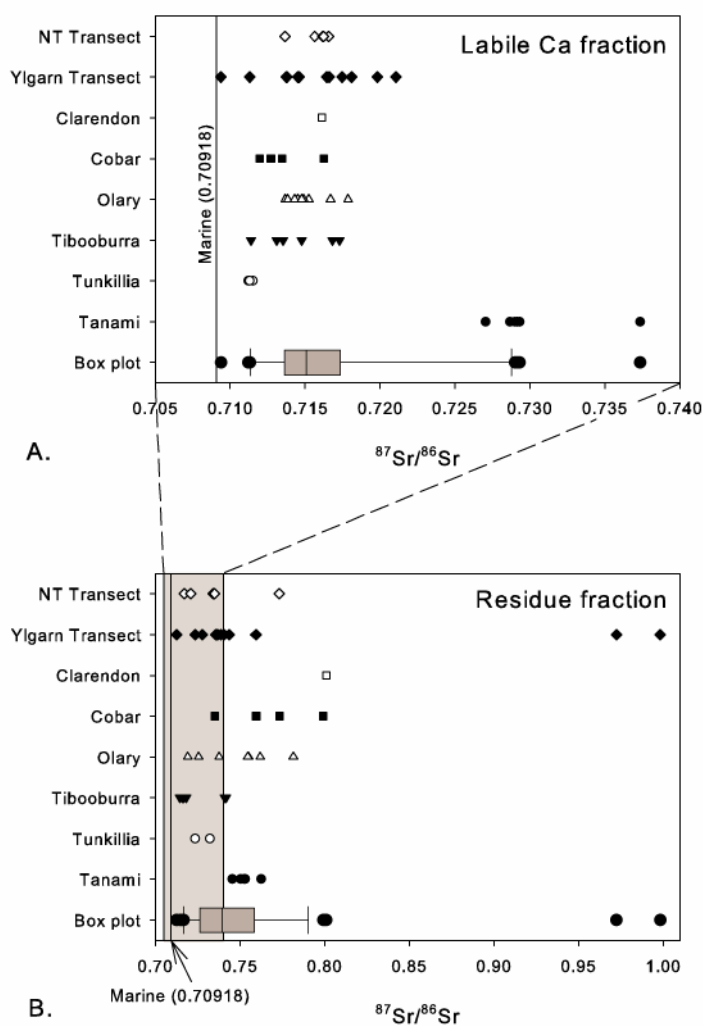 Labile Ca fraction
NT Transect
Ylgarn Transect
Clarendon
Cobar
Olary
Tibooburra
Tunkillia
Tanami
Box plot
Marine (0.70918)
0.705 0.710 0.715 0.720 0.725 0.730 0.735 0.740
A.
87Sr/86Sr
Residue fraction
NT Transect
Ylgarn Transect
Clarendon
Cobar
Olary
Tibooburra
Tunkillia
Tanami
Box plot
0.70 0.75 0.80 0.85 0.90 0.95 1.00
Marine (0.70918)
B.
87Sr/86Sr